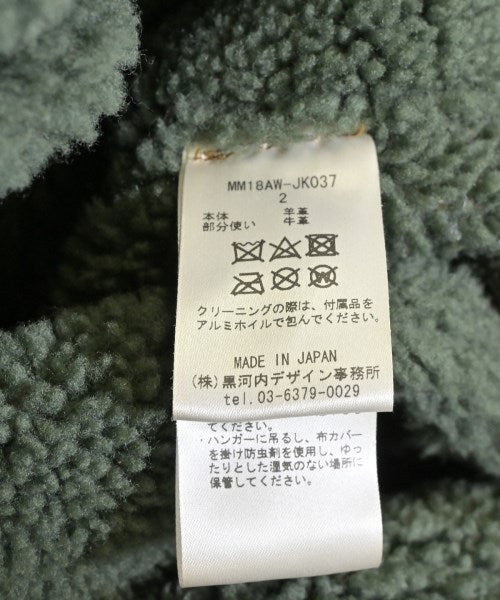 MM18AW-JK037
2
本体 羊革
部分使い 牛革
クリーニングの際は、付属品を
アルミホイルで包んでください。
MADE IN JAPAN
(株)黒河内デザイン事務所
tel.03-6379-0029
てください。
・ハンガーに吊るし、布カバー
を掛け防虫剤を使用し、ゆっ
たりとした湿気のない場所に
保管してください。